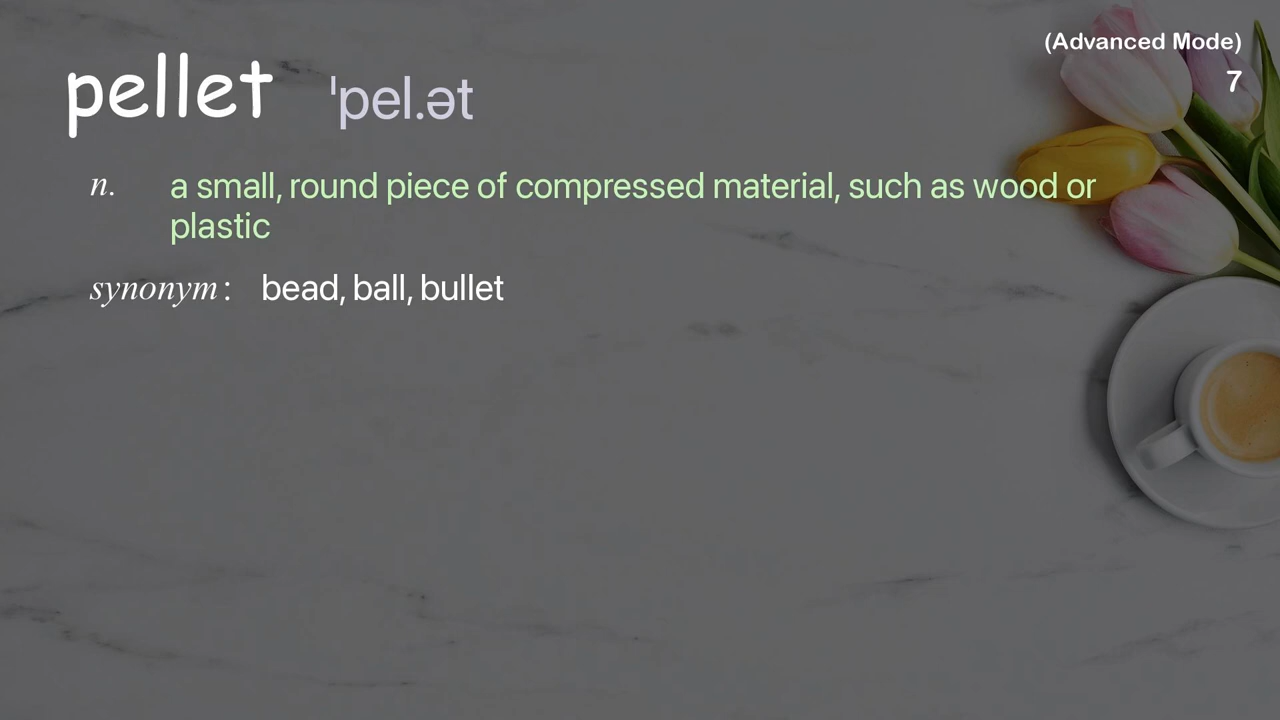 (Advanced Mode)
pellet ˈpel.ət
7
n. a small, round piece of compressed material, such as wood or
plastic
synonym : bead, ball, bullet